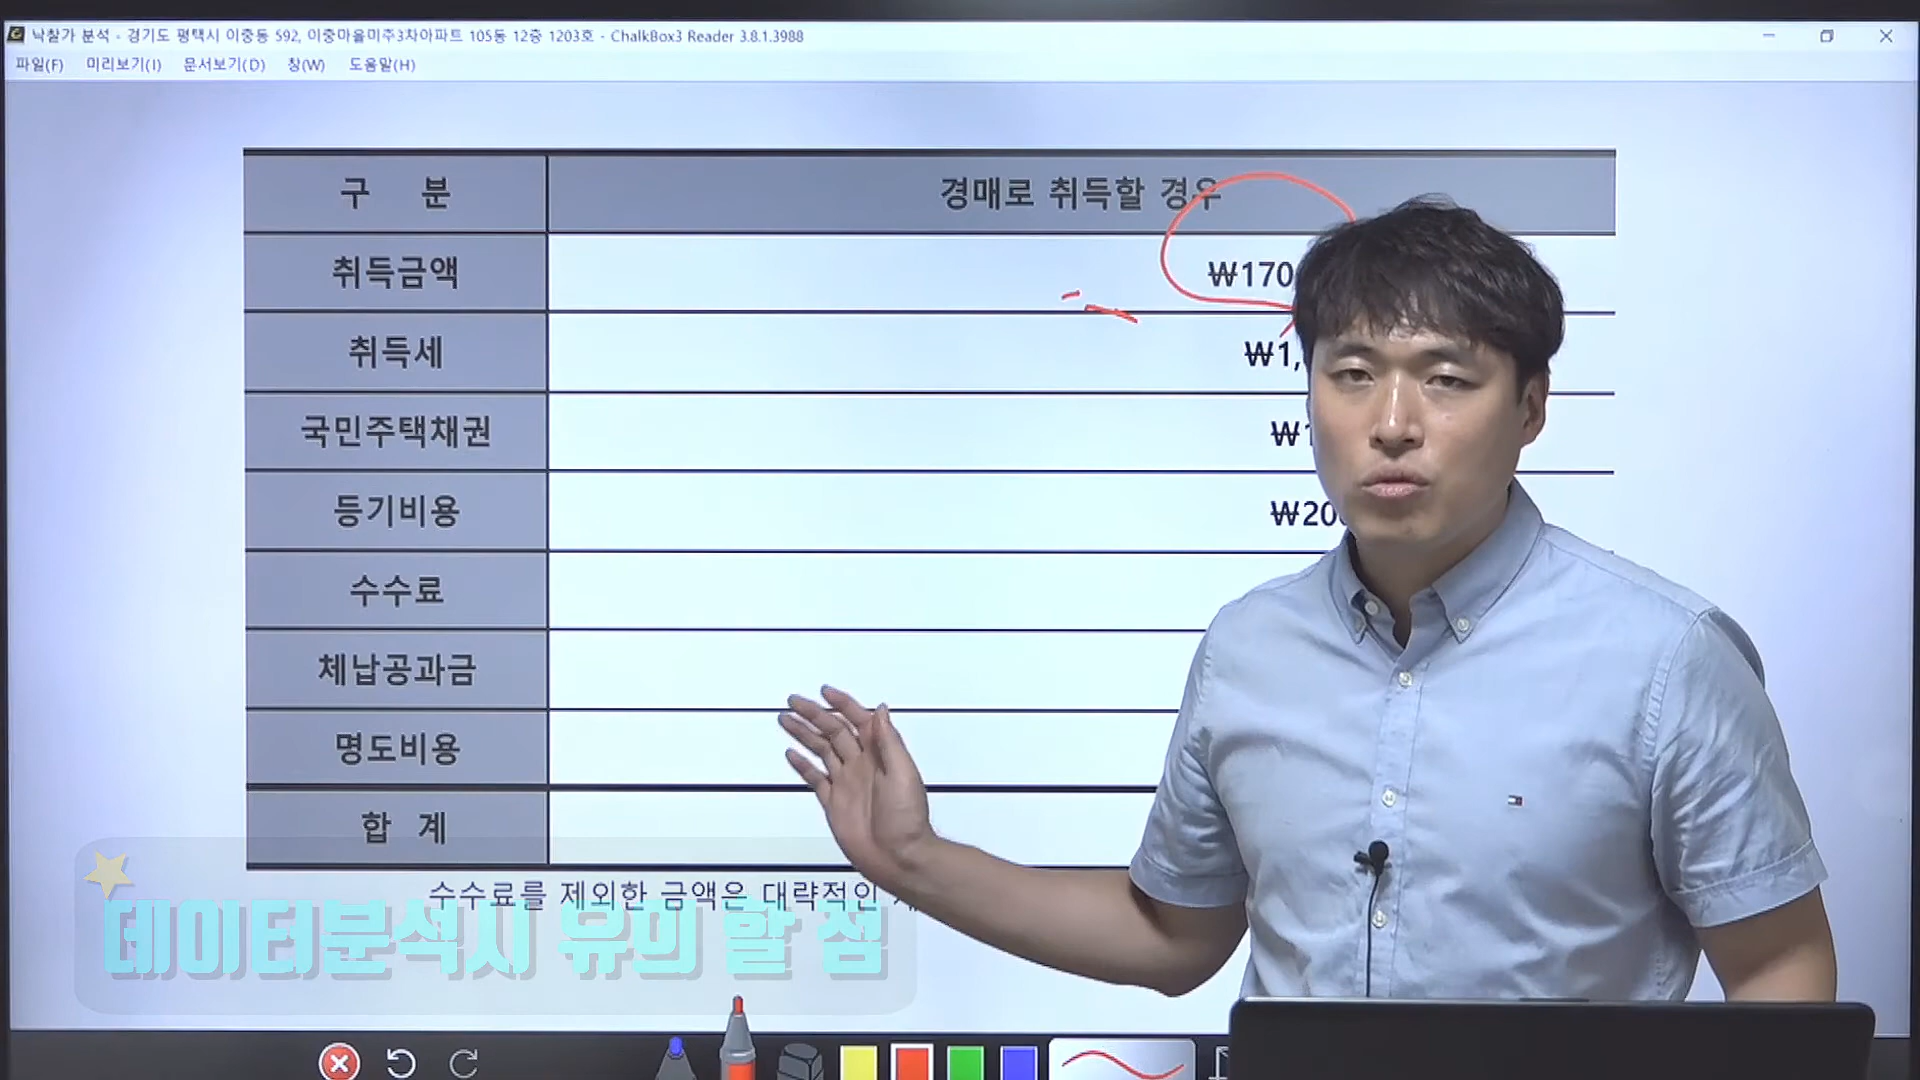 낙찰가 분석 - 경기도 평택시 이충동 592, 이충마을미주3차아파트 105동 12층 1203호 - ChalkBox3 Reader 3.8.1.3988
파일(F) 미리보기(I) 문서보기(D) 창(W) 도움말(H)
구 분 경매로 취득할 경우
취득금액 ₩170
취득세 ₩1,
국민주택채권 ₩1
등기비용 ₩20
수수료
체납공과금
명도비용
합 계
수수료를 제외한 금액은 대략적인
데이터분석시 유의 할 점